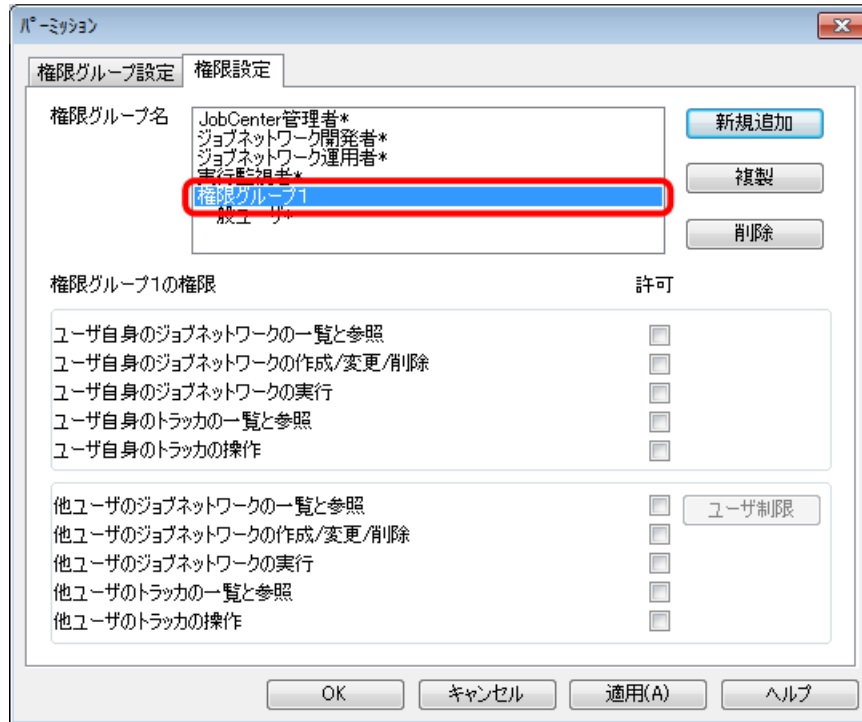 パーミッション
権限グループ設定 権限設定
権限グループ名
JobCenter管理者*
ジョブネットワーク開発者*
ジョブネットワーク運用者*
実行監視者*
権限グループ1
一般ユーザ*
新規追加
複製
削除
権限グループ1の権限 許可
ユーザ自身のジョブネットワークの一覧と参照
ユーザ自身のジョブネットワークの作成/変更/削除
ユーザ自身のジョブネットワークの実行
ユーザ自身のトラッカの一覧と参照
ユーザ自身のトラッカの操作
他ユーザのジョブネットワークの一覧と参照 ユーザ制限
他ユーザのジョブネットワークの作成/変更/削除
他ユーザのジョブネットワークの実行
他ユーザのトラッカの一覧と参照
他ユーザのトラッカの操作
OK キャンセル 適用(A) ヘルプ